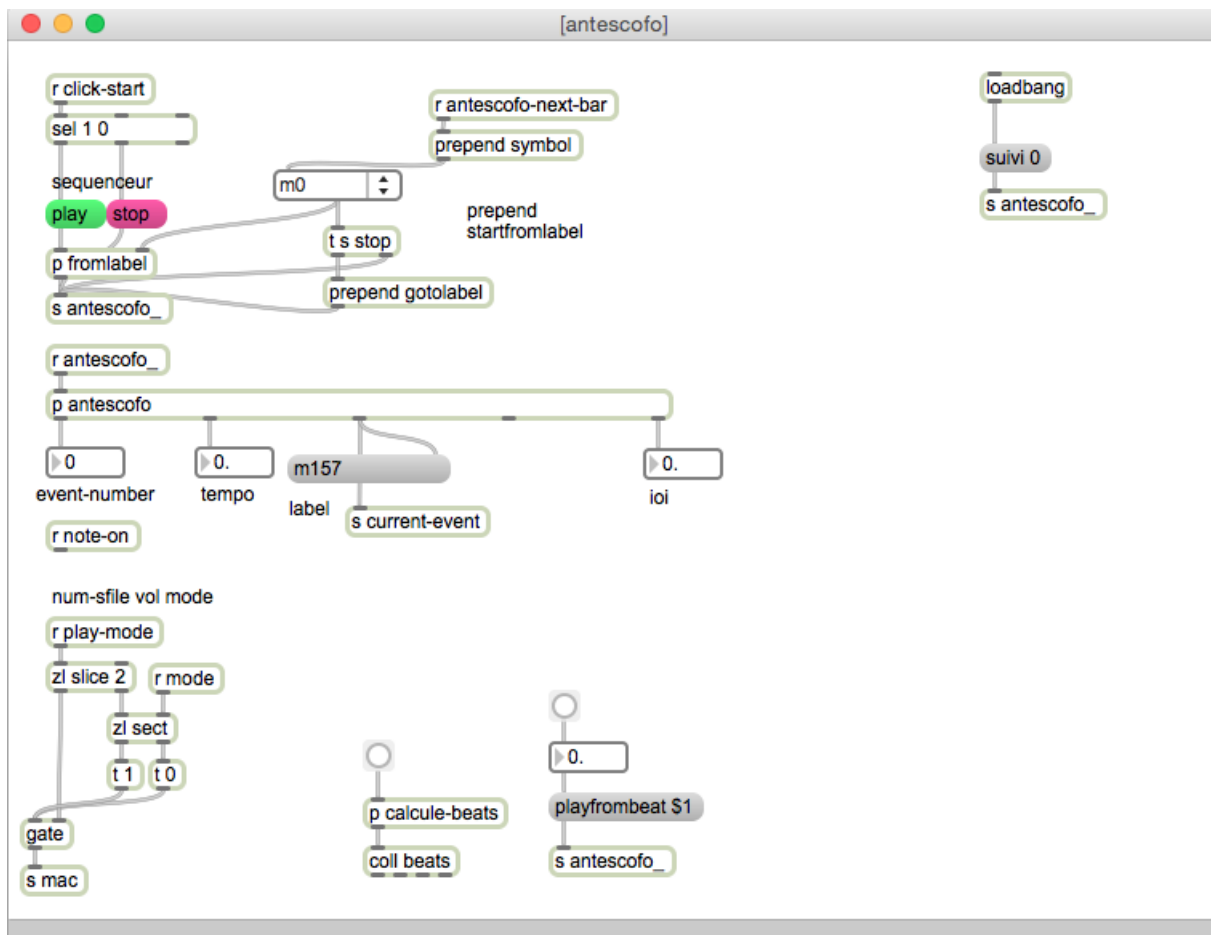 [antescofo]
r click-start
sel 1 0
sequenceur
play
stop
p fromlabel
s antescofo_
r antescofo-next-bar
prepend symbol
m0
t s stop
prepend gotolabel
prepend
startfromlabel
loadbang
suivi 0
s antescofo_
r antescofo_
p antescofo
0
0.
m157
0.
event-number
tempo
label
s current-event
ioi
r note-on
num-sfile vol mode
r play-mode
zl slice 2
r mode
zl sect
t 1
t 0
gate
s mac
p calcule-beats
coll beats
0.
playfrombeat $1
s antescofo_